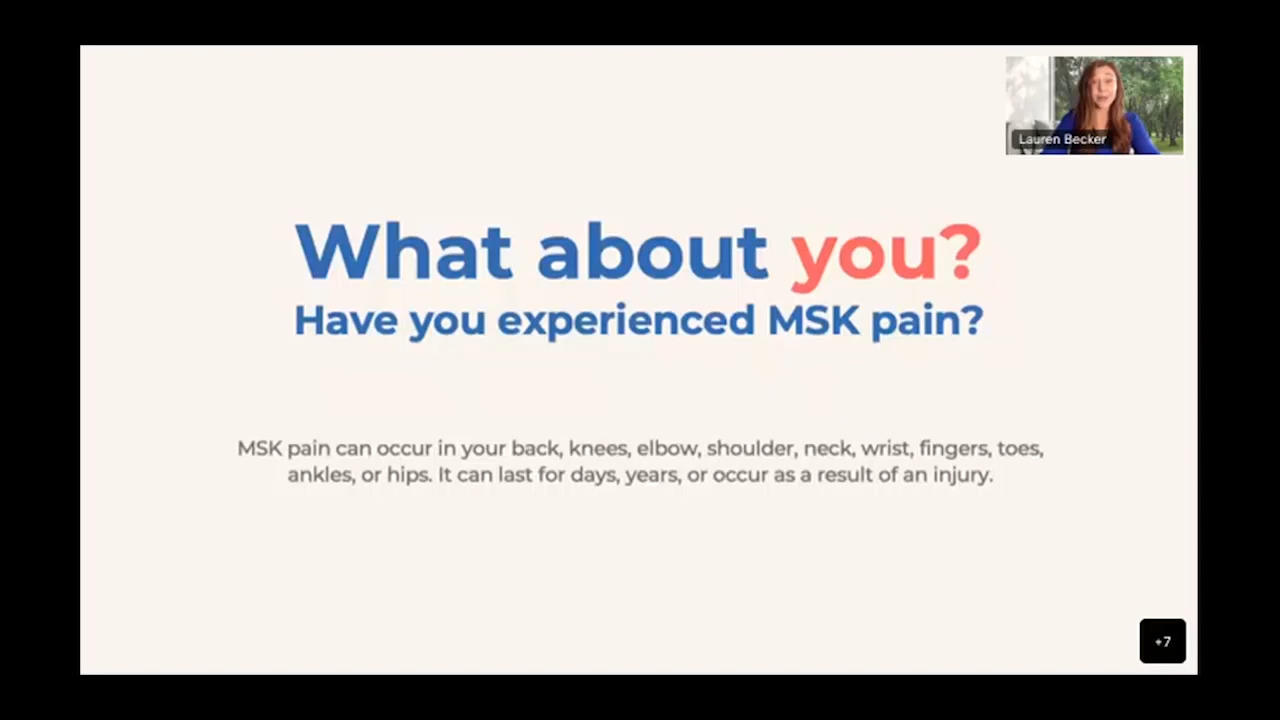 Lauren Becker
What about you?
Have you experienced MSK pain?
MSK pain can occur in your back, knees, elbow, shoulder, neck, wrist, fingers, toes,
ankles, or hips. It can last for days, years, or occur as a result of an injury.
+7